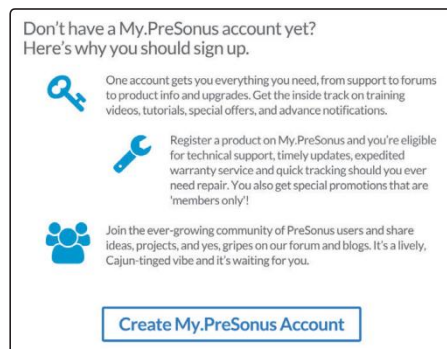 Don't have a My.PreSonus account yet?
Here's why you should sign up.
One account gets you everything you need, from support to forums
to product info and upgrades. Get the inside track on training
videos, tutorials, special offers, and advance notifications.
Register a product on My.PreSonus and you're eligible
for technical support, timely updates, expedited
warranty service and quick tracking should you ever
need repair. You also get special promotions that are
'members only'!
Join the ever-growing community of PreSonus users and share
ideas, projects, and yes, gripes on our forum and blogs. It's a lively,
Cajun-tinged vibe and it's waiting for you.
Create My.PreSonus Account